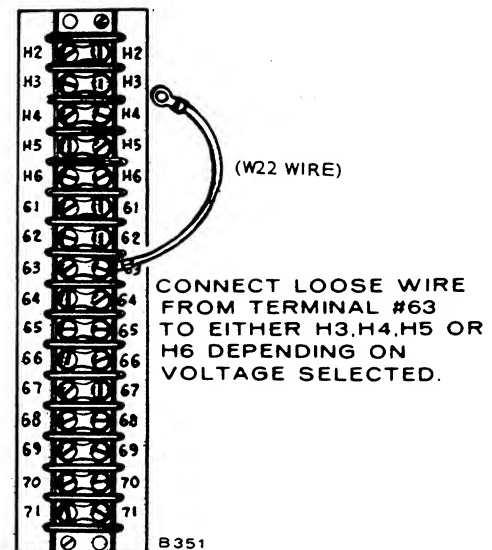 H2 H2
H3 H3
H4 H4
H5 H5
H6 H6
(W22 WIRE)
61 61
62 62
63 63
CONNECT LOOSE WIRE
64 64
FROM TERMINAL #63
65 65
TO EITHER H3,H4,H5 OR
66 66
H6 DEPENDING ON
VOLTAGE SELECTED.
67 67
68 68
69 69
70 70
71 71
B351